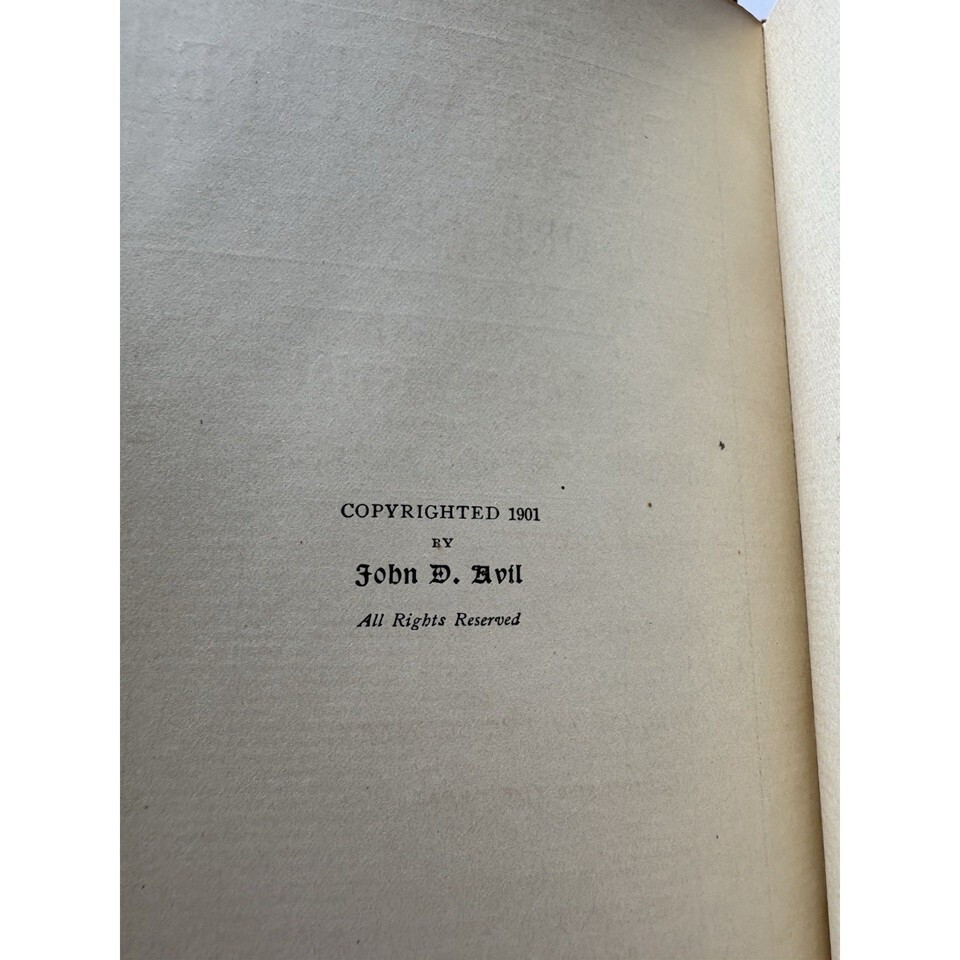 COPYRIGHTED 1901
BY
John D. Avil
All Rights Reserved